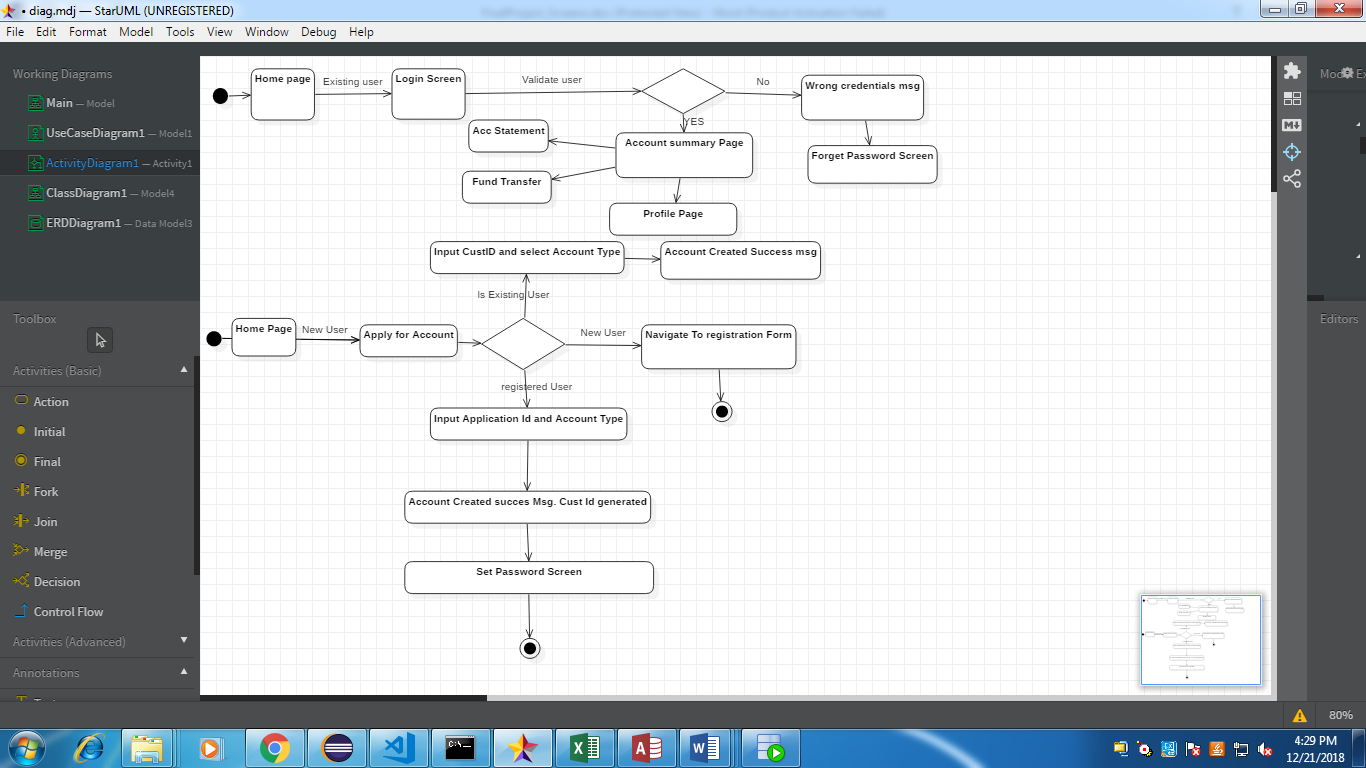 • diag.mdj — StarUML (UNREGISTERED)
File Edit Format Model Tools View Window Debug Help
Working Diagrams
Main — Model
UseCaseDiagram1 — Model1
ActivityDiagram1 — Activity1
ClassDiagram1 — Model4
ERDDiagram1 — Data Model3
Toolbox
Activities (Basic)
Action
Initial
Final
Fork
Join
Merge
Decision
Control Flow
Activities (Advanced)
Annotations
Home page
Existing user
Login Screen
Validate user
No
Wrong credentials msg
YES
Acc Statement
Account summary Page
Forget Password Screen
Fund Transfer
Profile Page
Input CustID and select Account Type
Account Created Success msg
Is Existing User
Home Page
New User
Apply for Account
New User
Navigate To registration Form
registered User
Input Application Id and Account Type
Account Created succes Msg. Cust Id generated
Set Password Screen
M↓
Ex
Editors
80%
4:29 PM
12/21/2018